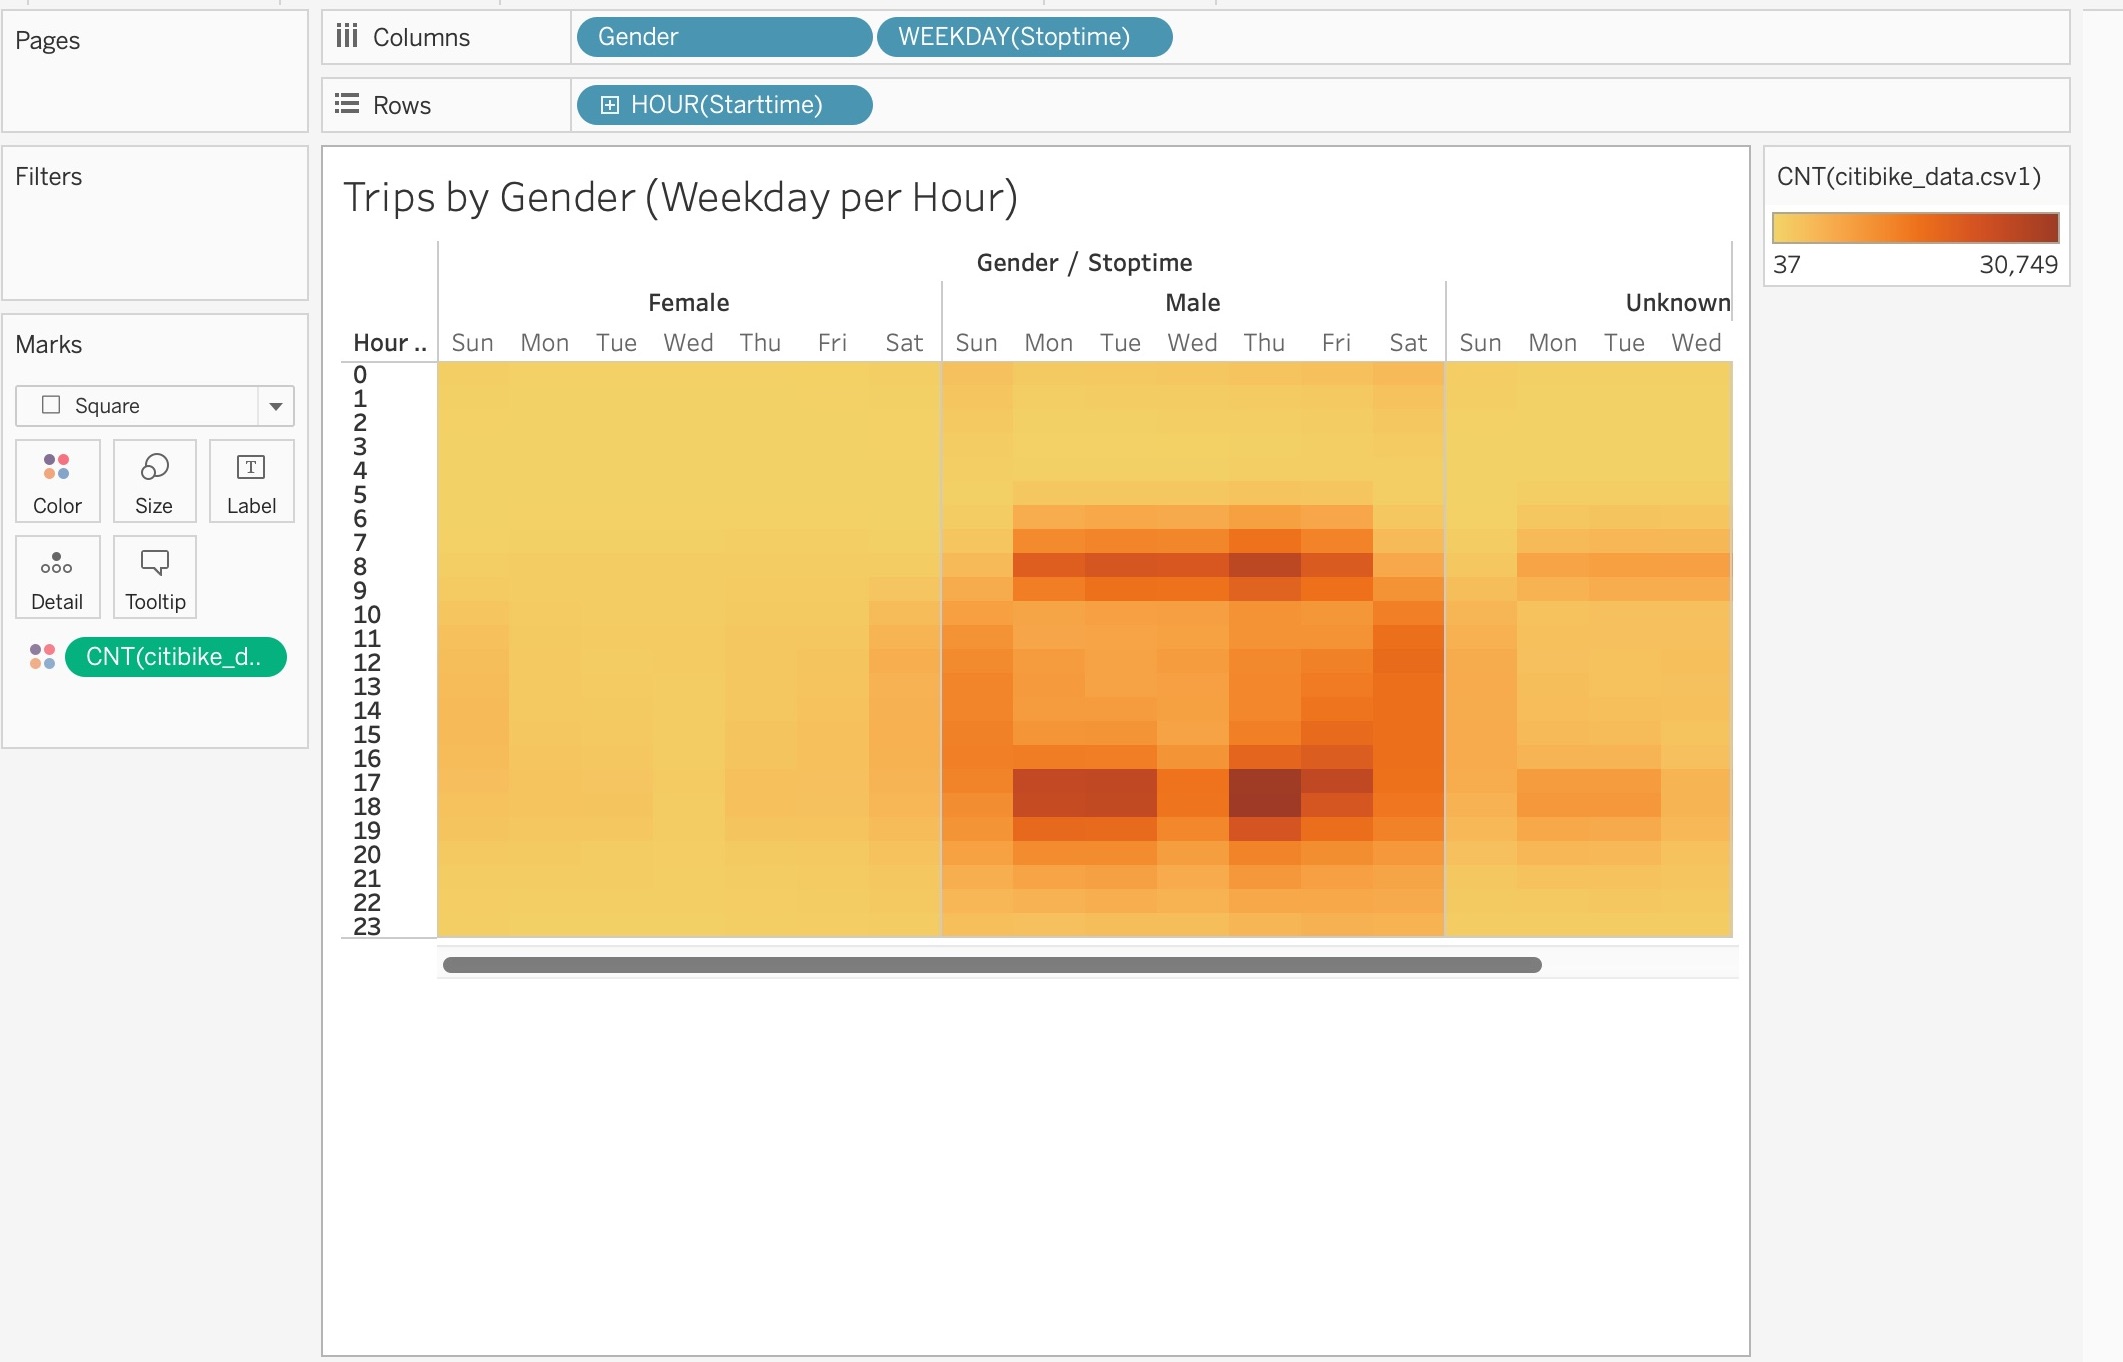 Pages
Columns
Gender
WEEKDAY(Stoptime)
Rows
HOUR(Starttime)
Filters
Marks
Square
Color
Size
T
Label
Detail
Tooltip
CNT(citibike_d..
Trips by Gender (Weekday per Hour)
Gender / Stoptime
Female Male Unknown
Hour .. Sun Mon Tue Wed Thu Fri Sat Sun Mon Tue Wed Thu Fri Sat Sun Mon Tue Wed
0
1
2
3
4
5
6
7
8
9
10
11
12
13
14
15
16
17
18
19
20
21
22
23
CNT(citibike_data.csv1)
37 30,749